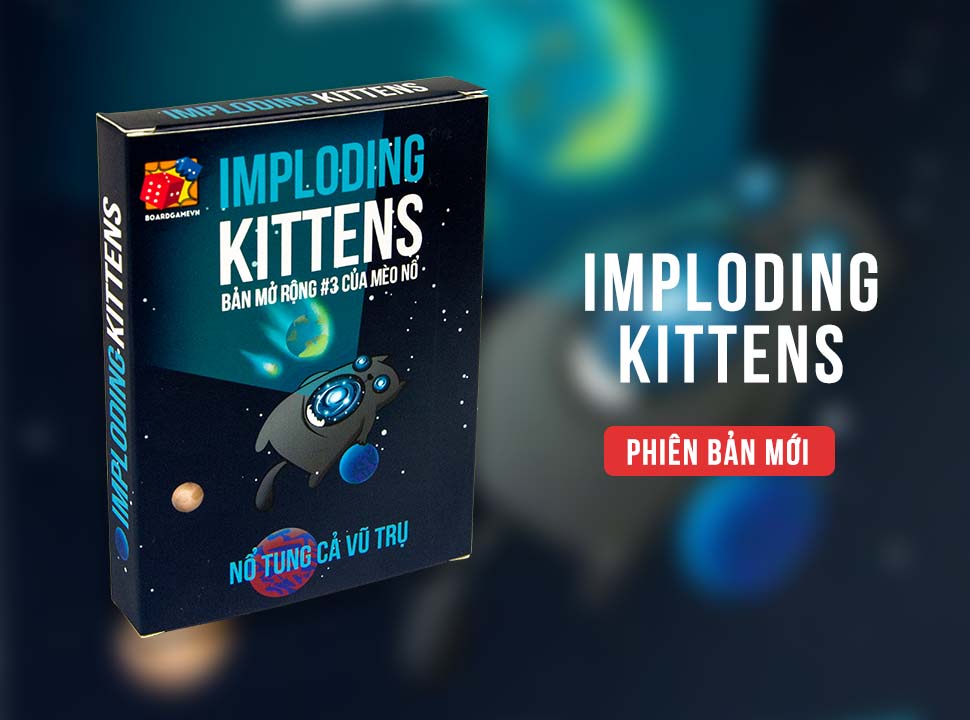 IMPLODING KITTENS
BOARDGAMEVN
IMPLODING
KITTENS
BẢN MỞ RỘNG #3 CỦA MÈO NỔ
IMPLODING KITTENS
NỔ TUNG CẢ VŨ TRỤ
IMPLODING
KITTENS
PHIÊN BẢN MỚI